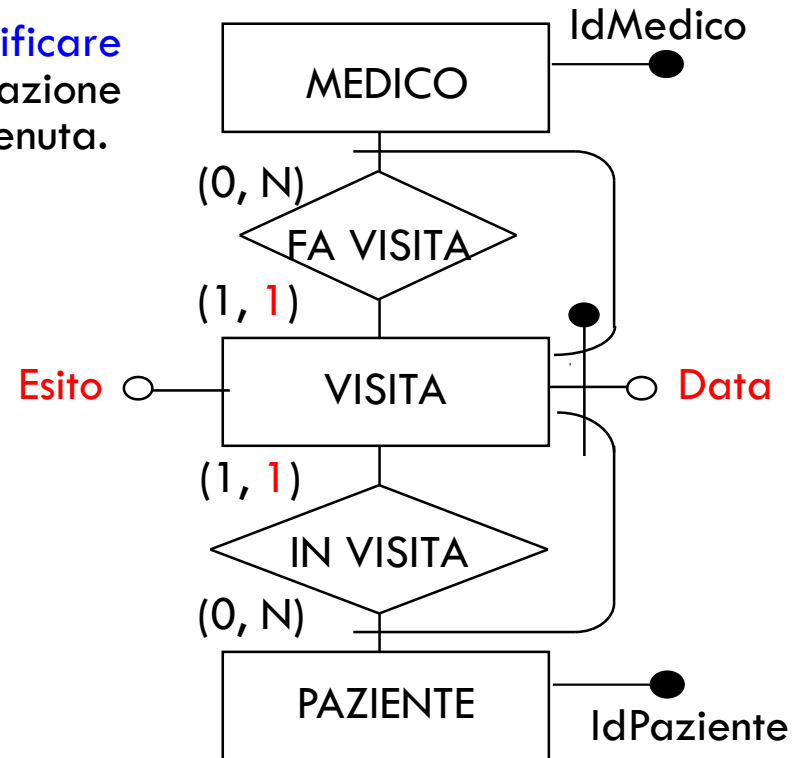 ificare
azione
enuta.
IdMedico
MEDICO
(0, N)
FA VISITA
(1, 1)
Esito
VISITA
Data
(1, 1)
IN VISITA
(0, N)
PAZIENTE
IdPaziente